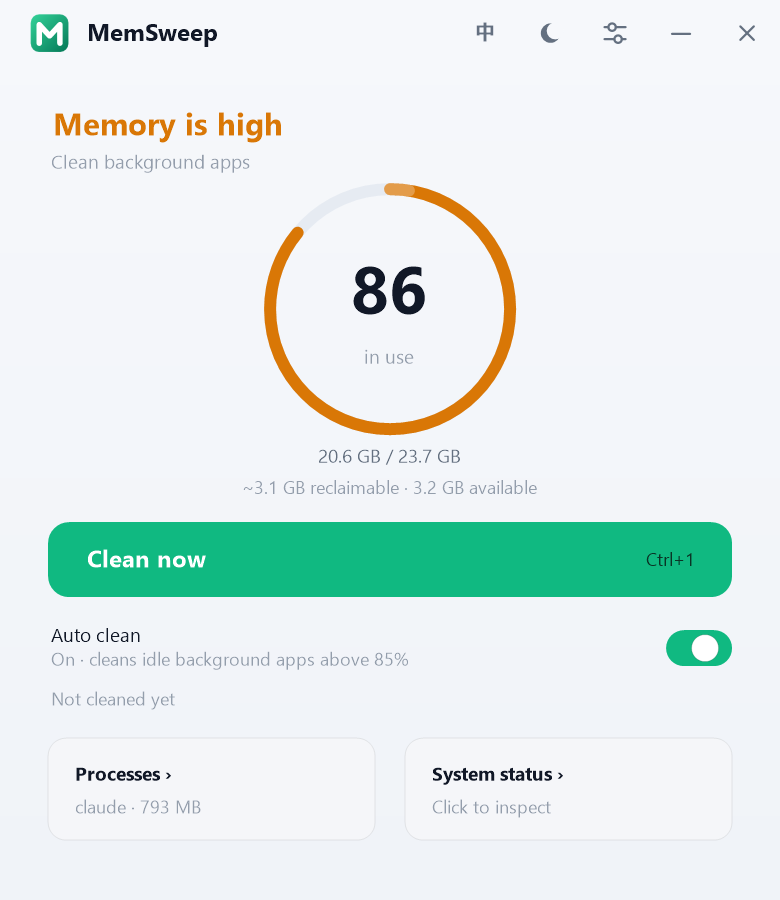 MemSweep
中
Memory is high
Clean background apps
86
in use
20.6 GB / 23.7 GB
~3.1 GB reclaimable · 3.2 GB available
Clean now Ctrl+1
Auto clean
On · cleans idle background apps above 85%
Not cleaned yet
Processes ›
claude · 793 MB
System status ›
Click to inspect